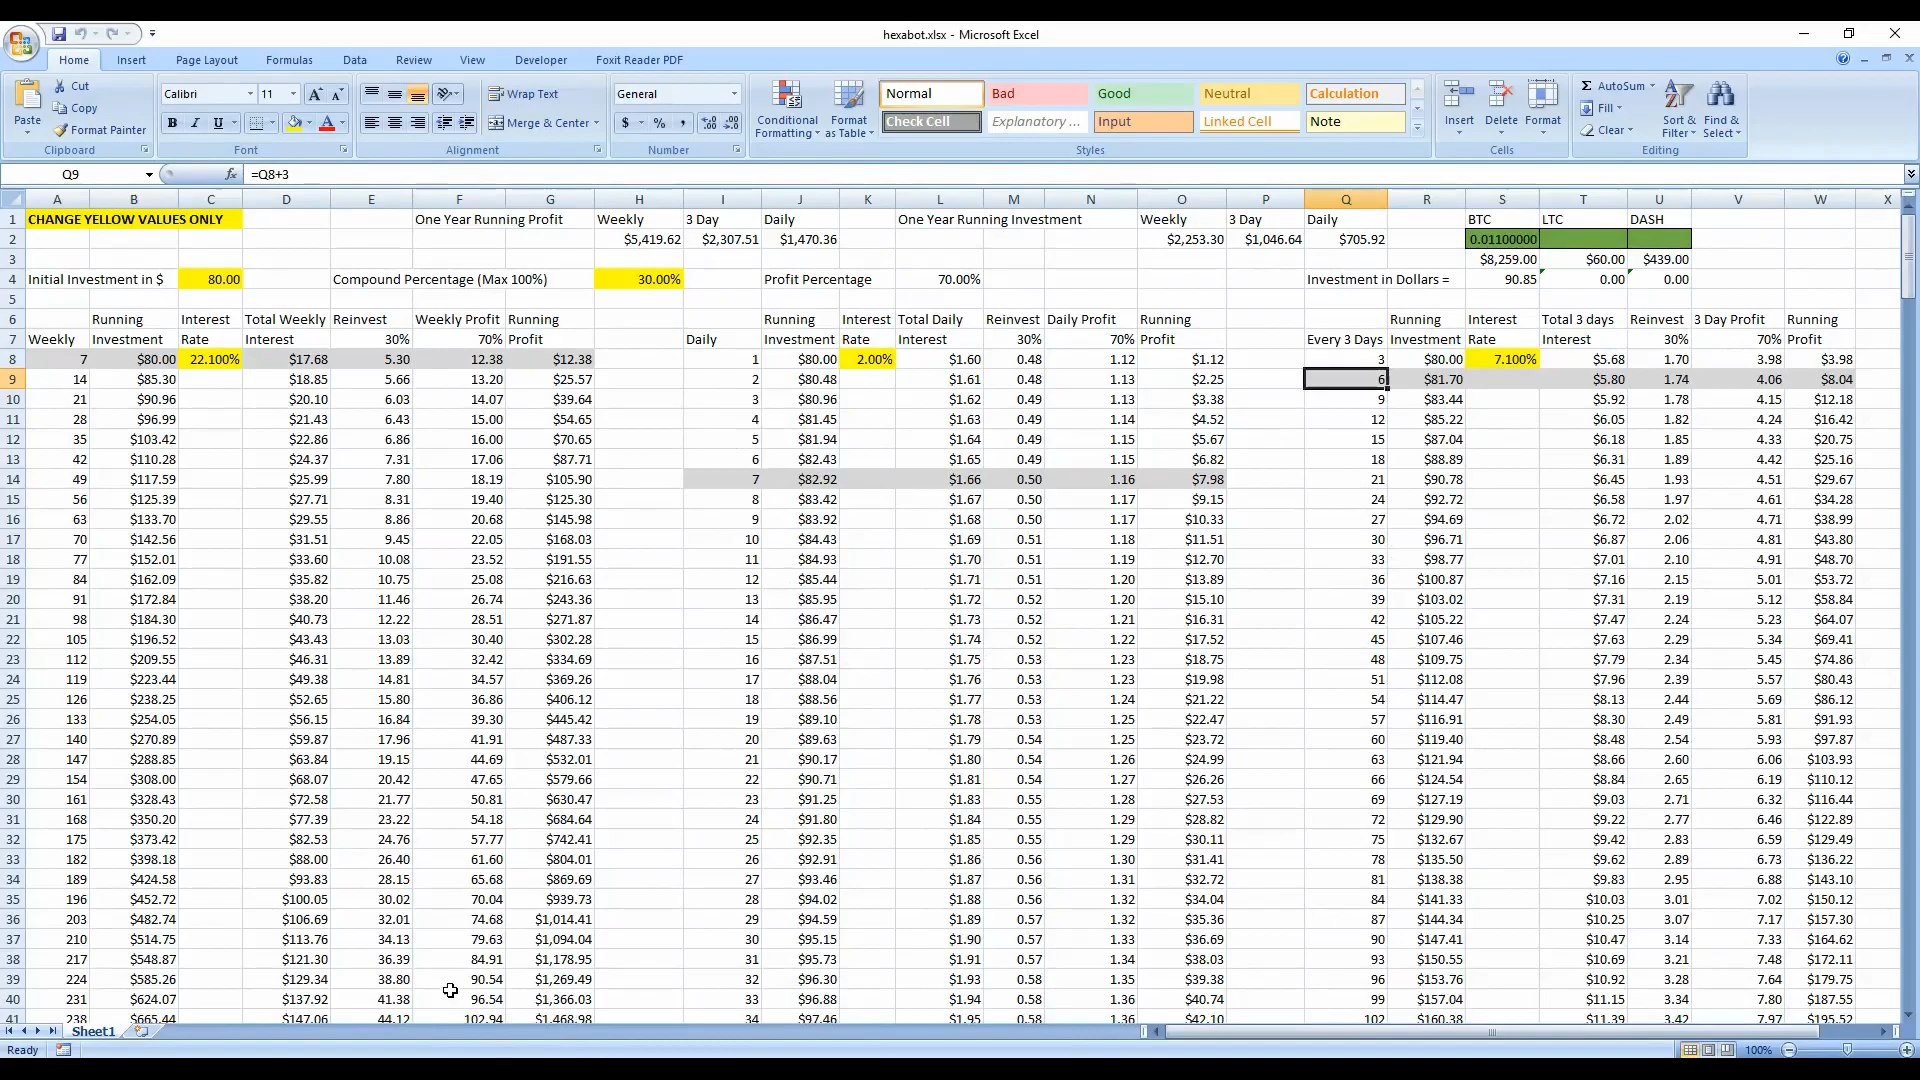 hexabot.xlsx - Microsoft Excel
Home Insert Page Layout Formulas Data Review View Developer Foxit Reader PDF
Cut Calibri 11 Wrap Text General Normal Bad Good Neutral Calculation AutoSum
Copy Paste Format Painter Merge & Center Conditional Formatting Format as Table Check Cell Explanatory ... Input Linked Cell Note Insert Delete Format Fill Clear Sort & Filter Find & Select
Clipboard Font Alignment Number Styles Cells Editing
Q9 fx =Q8+3
A B C D E F G H I J K L M N O P Q R S T U V W X
1 CHANGE YELLOW VALUES ONLY One Year Running Profit Weekly 3 Day Daily One Year Running Investment Weekly 3 Day Daily BTC LTC DASH
2 $5,419.62 $2,307.51 $1,470.36 $2,253.30 $1,046.64 $705.92 0.01100000
3 $8,259.00 $60.00 $439.00
4 Initial Investment in $ 80.00 Compound Percentage (Max 100%) 30.00% Profit Percentage 70.00% Investment in Dollars = 90.85 0.00 0.00
5
6 Running Interest Total Weekly Reinvest Weekly Profit Running Running Interest Total Daily Reinvest Daily Profit Running Running Interest Total 3 days Reinvest 3 Day Profit Running
7 Weekly Investment Rate Interest 30% 70% Profit Daily Investment Rate Interest 30% 70% Profit Every 3 Days Investment Rate Interest 30% 70% Profit
8 7 $80.00 22.100% $17.68 5.30 12.38 $12.38 1 $80.00 2.00% $1.60 0.48 1.12 $1.12 3 $80.00 7.100% $5.68 1.70 3.98 $3.98
9 14 $85.30 $18.85 5.66 13.20 $25.57 2 $80.48 $1.61 0.48 1.13 $2.25 6 $81.70 $5.80 1.74 4.06 $8.04
10 21 $90.96 $20.10 6.03 14.07 $39.64 3 $80.96 $1.62 0.49 1.13 $3.38 9 $83.44 $5.92 1.78 4.15 $12.18
11 28 $96.99 $21.43 6.43 15.00 $54.65 4 $81.45 $1.63 0.49 1.14 $4.52 12 $85.22 $6.05 1.82 4.24 $16.42
12 35 $103.42 $22.86 6.86 16.00 $70.65 5 $81.94 $1.64 0.49 1.15 $5.67 15 $87.04 $6.18 1.85 4.33 $20.75
13 42 $110.28 $24.37 7.31 17.06 $87.71 6 $82.43 $1.65 0.49 1.15 $6.82 18 $88.89 $6.31 1.89 4.42 $25.16
14 49 $117.59 $25.99 7.80 18.19 $105.90 7 $82.92 $1.66 0.50 1.16 $7.98 21 $90.78 $6.45 1.93 4.51 $29.67
15 56 $125.39 $27.71 8.31 19.40 $125.30 8 $83.42 $1.67 0.50 1.17 $9.15 24 $92.72 $6.58 1.97 4.61 $34.28
16 63 $133.70 $29.55 8.86 20.68 $145.98 9 $83.92 $1.68 0.50 1.17 $10.33 27 $94.69 $6.72 2.02 4.71 $38.99
17 70 $142.56 $31.51 9.45 22.05 $168.03 10 $84.43 $1.69 0.51 1.18 $11.51 30 $96.71 $6.87 2.06 4.81 $43.80
18 77 $152.01 $33.60 10.08 23.52 $191.55 11 $84.93 $1.70 0.51 1.19 $12.70 33 $98.77 $7.01 2.10 4.91 $48.70
19 84 $162.09 $35.82 10.75 25.08 $216.63 12 $85.44 $1.71 0.51 1.20 $13.89 36 $100.87 $7.16 2.15 5.01 $53.72
20 91 $172.84 $38.20 11.46 26.74 $243.36 13 $85.95 $1.72 0.52 1.20 $15.10 39 $103.02 $7.31 2.19 5.12 $58.84
21 98 $184.30 $40.73 12.22 28.51 $271.87 14 $86.47 $1.73 0.52 1.21 $16.31 42 $105.22 $7.47 2.24 5.23 $64.07
22 105 $196.52 $43.43 13.03 30.40 $302.28 15 $86.99 $1.74 0.52 1.22 $17.52 45 $107.46 $7.63 2.29 5.34 $69.41
23 112 $209.55 $46.31 13.89 32.42 $334.69 16 $87.51 $1.75 0.53 1.23 $18.75 48 $109.75 $7.79 2.34 5.45 $74.86
24 119 $223.44 $49.38 14.81 34.57 $369.26 17 $88.04 $1.76 0.53 1.23 $19.98 51 $112.08 $7.96 2.39 5.57 $80.43
25 126 $238.25 $52.65 15.80 36.86 $406.12 18 $88.56 $1.77 0.53 1.24 $21.22 54 $114.47 $8.13 2.44 5.69 $86.12
26 133 $254.05 $56.15 16.84 39.30 $445.42 19 $89.10 $1.78 0.53 1.25 $22.47 57 $116.91 $8.30 2.49 5.81 $91.93
27 140 $270.89 $59.87 17.96 41.91 $487.33 20 $89.63 $1.79 0.54 1.25 $23.72 60 $119.40 $8.48 2.54 5.93 $97.87
28 147 $288.85 $63.84 19.15 44.69 $532.01 21 $90.17 $1.80 0.54 1.26 $24.99 63 $121.94 $8.66 2.60 6.06 $103.93
29 154 $308.00 $68.07 20.42 47.65 $579.66 22 $90.71 $1.81 0.54 1.27 $26.26 66 $124.54 $8.84 2.65 6.19 $110.12
30 161 $328.43 $72.58 21.77 50.81 $630.47 23 $91.25 $1.83 0.55 1.28 $27.53 69 $127.19 $9.03 2.71 6.32 $116.44
31 168 $350.20 $77.39 23.22 54.18 $684.64 24 $91.80 $1.84 0.55 1.29 $28.82 72 $129.90 $9.22 2.77 6.46 $122.89
32 175 $373.42 $82.53 24.76 57.77 $742.41 25 $92.35 $1.85 0.55 1.29 $30.11 75 $132.67 $9.42 2.83 6.59 $129.49
33 182 $398.18 $88.00 26.40 61.60 $804.01 26 $92.91 $1.86 0.56 1.30 $31.41 78 $135.50 $9.62 2.89 6.73 $136.22
34 189 $424.58 $93.83 28.15 65.68 $869.69 27 $93.46 $1.87 0.56 1.31 $32.72 81 $138.38 $9.83 2.95 6.88 $143.10
35 196 $452.72 $100.05 30.02 70.04 $939.73 28 $94.02 $1.88 0.56 1.32 $34.04 84 $141.33 $10.03 3.01 7.02 $150.12
36 203 $482.74 $106.69 32.01 74.68 $1,014.41 29 $94.59 $1.89 0.57 1.32 $35.36 87 $144.34 $10.25 3.07 7.17 $157.30
37 210 $514.75 $113.76 34.13 79.63 $1,094.04 30 $95.15 $1.90 0.57 1.33 $36.69 90 $147.41 $10.47 3.14 7.33 $164.62
38 217 $548.87 $121.30 36.39 84.91 $1,178.95 31 $95.73 $1.91 0.57 1.34 $38.03 93 $150.55 $10.69 3.21 7.48 $172.11
39 224 $585.26 $129.34 38.80 90.54 $1,269.49 32 $96.30 $1.93 0.58 1.35 $39.38 96 $153.76 $10.92 3.28 7.64 $179.75
40 231 $624.07 $137.92 41.38 96.54 $1,366.03 33 $96.88 $1.94 0.58 1.36 $40.74 99 $157.04 $11.15 3.34 7.80 $187.55
41 238 $665.44 $147.06 44.12 102.94 $1,468.98 34 $97.46 $1.95 0.58 1.36 $42.10 102 $160.38 $11.39 3.42 7.97 $195.52
Sheet1
Ready 100%